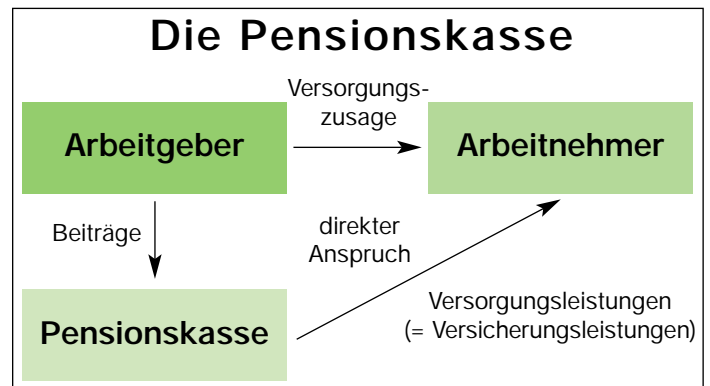 Die Pensionskasse
Versorgungs-
zusage
Arbeitgeber
Arbeitnehmer
Beiträge
direkter
Anspruch
Pensionskasse
Versorgungsleistungen
(= Versicherungsleistungen)